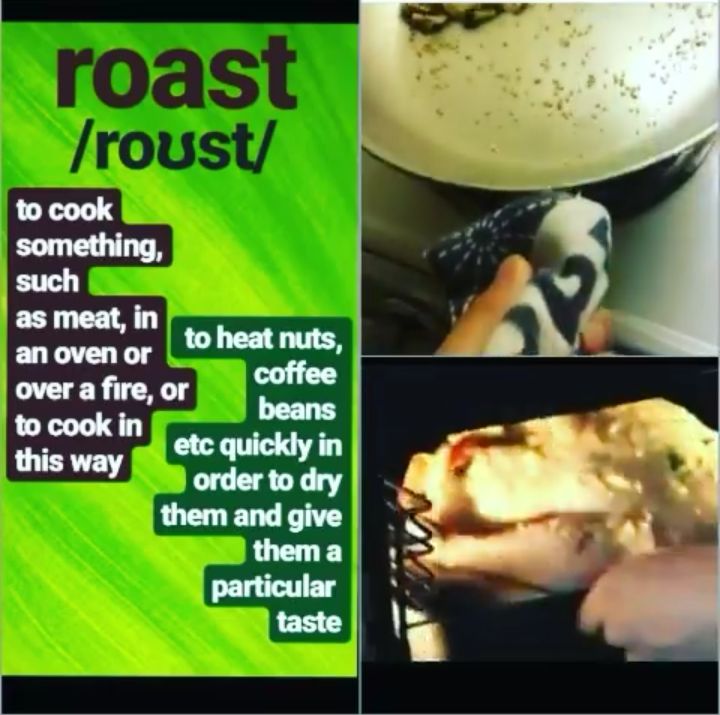 roast
/roʊst/
to cook
something,
such
as meat, in
an oven or
over a fire, or
to cook in
this way
to heat nuts,
coffee
beans
etc quickly in
order to dry
them and give
them a
particular
taste